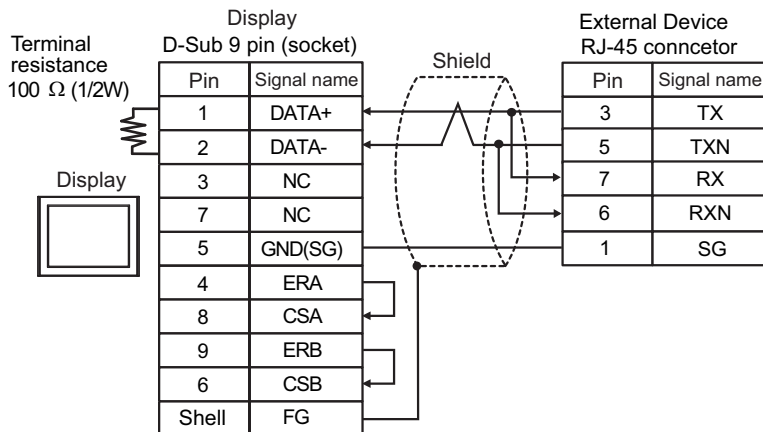 Display
D-Sub 9 pin (socket)
External Device
RJ-45 conncetor
Terminal
resistance
100 Ω (1/2W)
Shield
Display
Pin Signal name
1 DATA+
2 DATA-
3 NC
7 NC
5 GND(SG)
4 ERA
8 CSA
9 ERB
6 CSB
Shell FG
Pin Signal name
3 TX
5 TXN
7 RX
6 RXN
1 SG